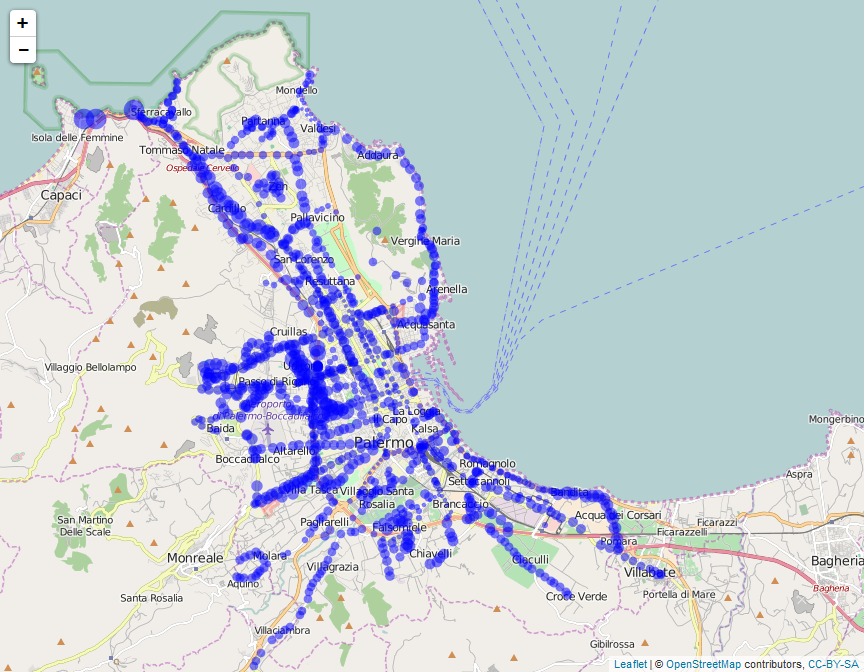 +
−
Mondello
Sferracavallo
Partanna
Valdesi
Isola delle Femmine
Tommaso Natale
Addaura
Ospedale Cervello
Zen
Capaci
Cardillo
Pallavicino
Vergine Maria
San Lorenzo
Resuttana
Arenella
Acquasanta
Cruillas
Villaggio Bellolampo
Passo di Rigano
Aeroporto
di Palermo-Boccadifalco
La Loggia
Il Capo
Mongerbino
Baida
Kalsa
Palermo
Altarello
Boccadifalco
Romagnolo
Aspra
Settecannoli
Villa Tasca
Villaggio Santa
Rosalia
Bandita
Brancaccio
Acqua dei Corsari
San Martino
Delle Scale
Pagliarelli
Falsomiele
Ficarazzi
Ficarazzelli
Pomara
Monreale
Molara
Chiavelli
Ciaculli
Bagheria
Villagrazia
Villabate
Aquino
Bagheria
Santa Rosalia
Croce Verde
Portella di Mare
Villaciambra
Gibilrossa
Leaflet | © OpenStreetMap contributors, CC-BY-SA